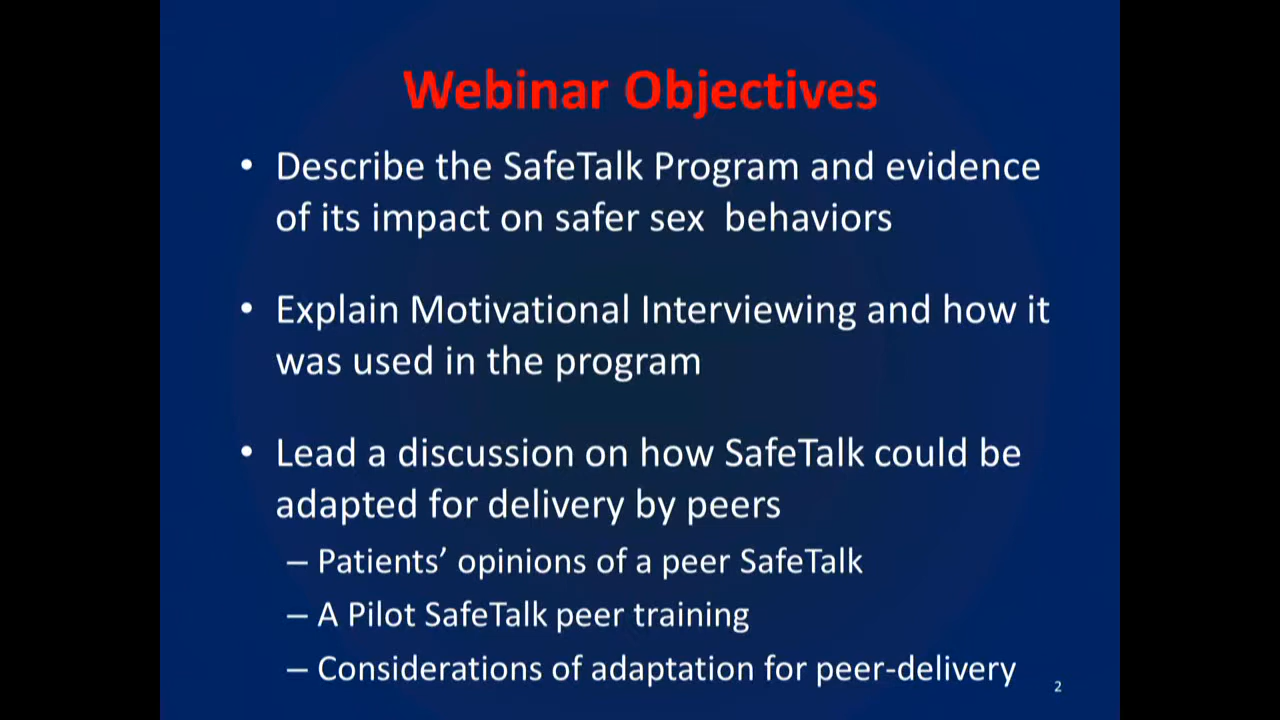 Webinar Objectives
• Describe the SafeTalk Program and evidence
of its impact on safer sex  behaviors
• Explain Motivational Interviewing and how it
was used in the program
• Lead a discussion on how SafeTalk could be
adapted for delivery by peers
– Patients’ opinions of a peer SafeTalk
– A Pilot SafeTalk peer training
– Considerations of adaptation for peer-delivery
2